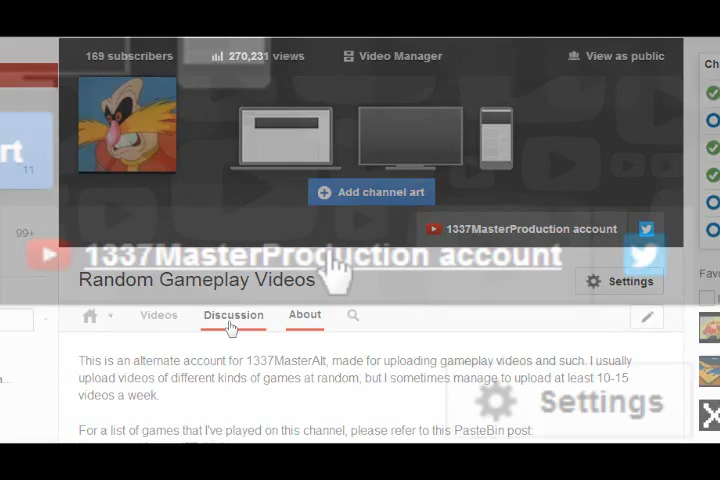 169 subscribers
270,231 views
Video Manager
View as public
Ch
rt
11
Add channel art
99+
1337MasterProduction account
1337MasterProduction account
Random Gameplay Videos
Settings
Favo
Videos
Discussion
About
This is an alternate account for 1337MasterAlt, made for uploading gameplay videos and such. I usually
upload videos of different kinds of games at random, but I sometimes manage to upload at least 10-15
videos a week.
Settings
For a list of games that I've played on this channel, please refer to this PasteBin post: